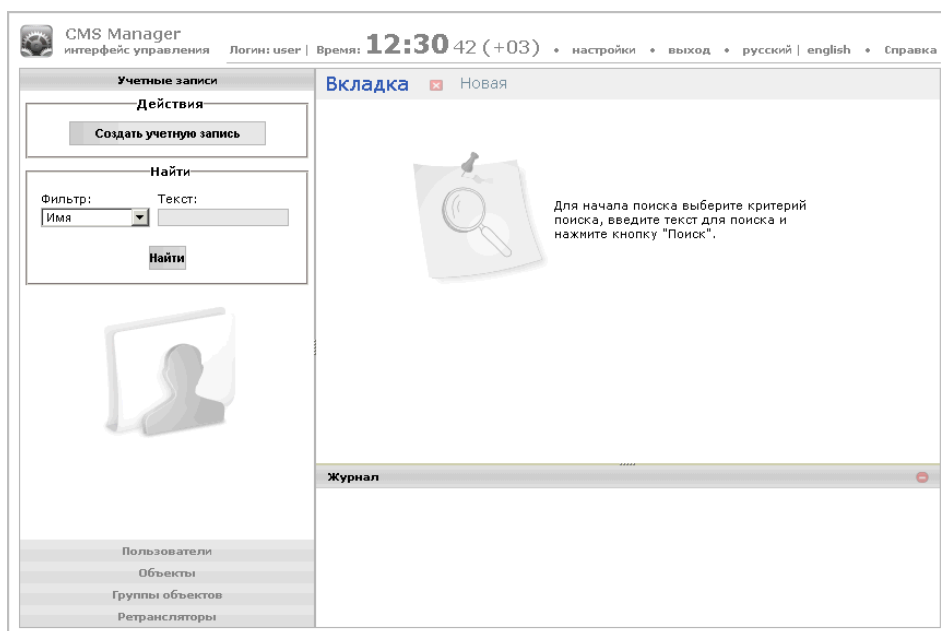 CMS Manager
интерфейс управления Логин: user | Время: 12:30 42 (+03) • настройки • выход • русский | english • Справка
Учетные записи
Действия
Создать учетную запись
Найти
Фильтр: Текст:
Имя
Найти
Пользователи
Объекты
Группы объектов
Ретрансляторы
Вкладка Новая
Для начала поиска выберите критерий
поиска, введите текст для поиска и
нажмите кнопку "Поиск".
Журнал